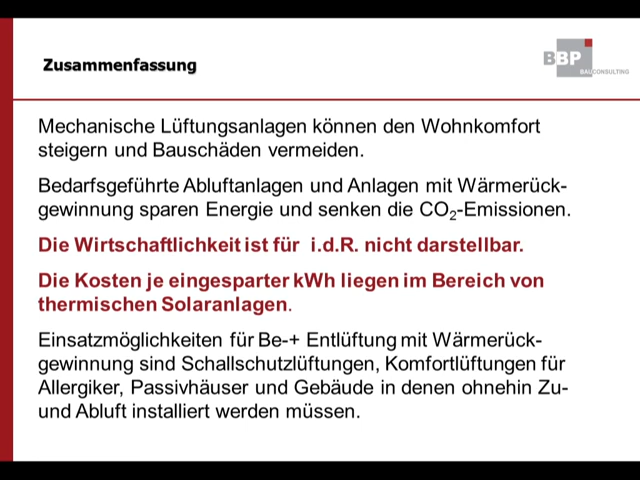 Zusammenfassung
BBP
BAUCONSULTING
Mechanische Lüftungsanlagen können den Wohnkomfort
steigern und Bauschäden vermeiden.
Bedarfsgeführte Abluftanlagen und Anlagen mit Wärmerück-
gewinnung sparen Energie und senken die CO₂-Emissionen.
Die Wirtschaftlichkeit ist für i.d.R. nicht darstellbar.
Die Kosten je eingesparter kWh liegen im Bereich von
thermischen Solaranlagen.
Einsatzmöglichkeiten für Be-+ Entlüftung mit Wärmerück-
gewinnung sind Schallschutzlüftungen, Komfortlüftungen für
Allergiker, Passivhäuser und Gebäude in denen ohnehin Zu-
und Abluft installiert werden müssen.